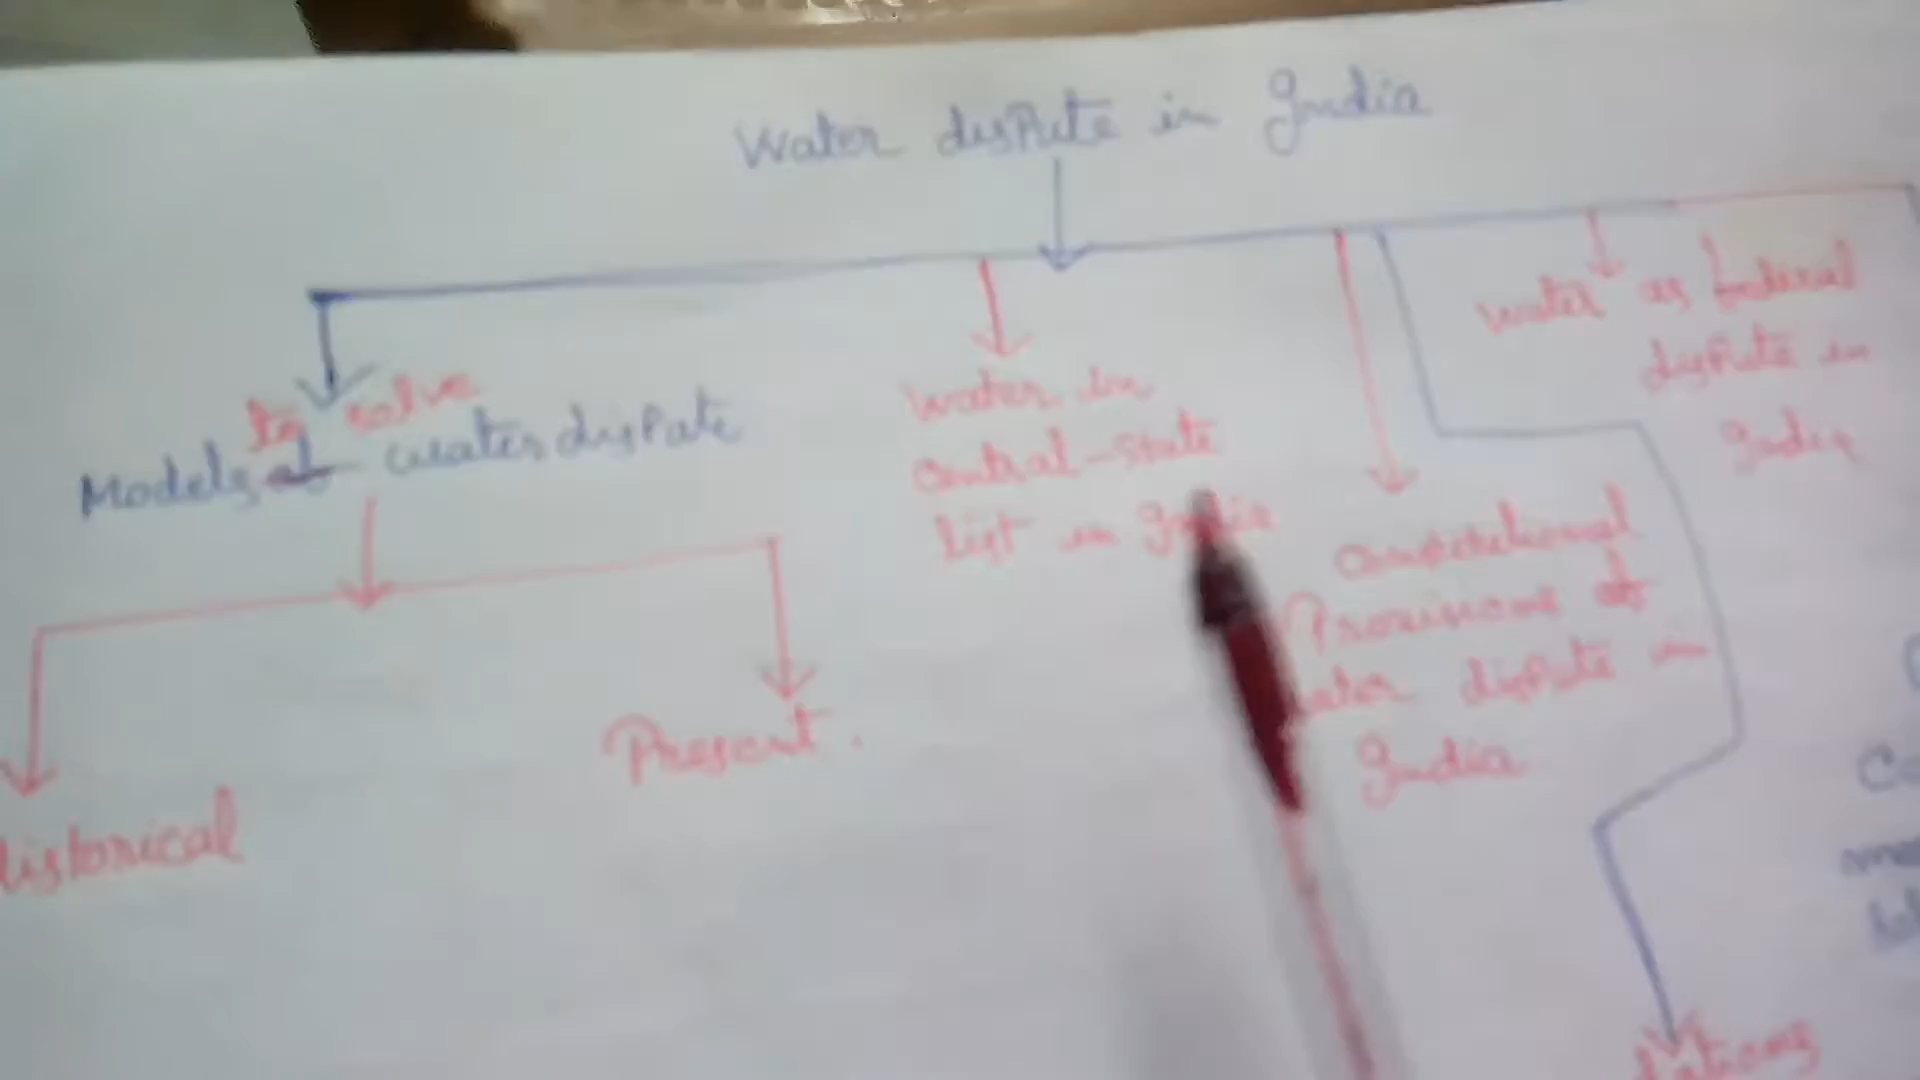 Water dispute in India
to solve
Models of water dispute
Historical
Present.
Water in
central-state
list in India
Constitutional
Provisions of
water dispute in
India
water as federal
dispute in
India